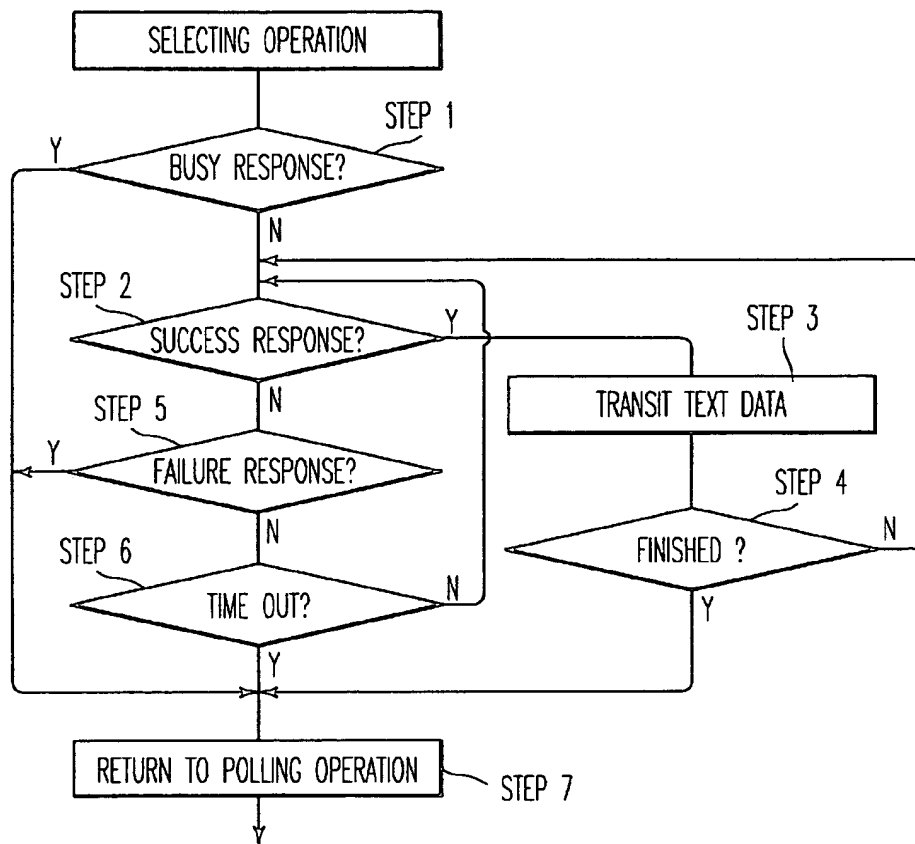 SELECTING OPERATION
STEP 1
Y
BUSY RESPONSE?
N
STEP 2
Y
SUCCESS RESPONSE?
N
STEP 3
TRANSIT TEXT DATA
STEP 5
Y
FAILURE RESPONSE?
N
STEP 4
N
FINISHED ?
Y
STEP 6
N
TIME OUT?
Y
RETURN TO POLLING OPERATION
STEP 7